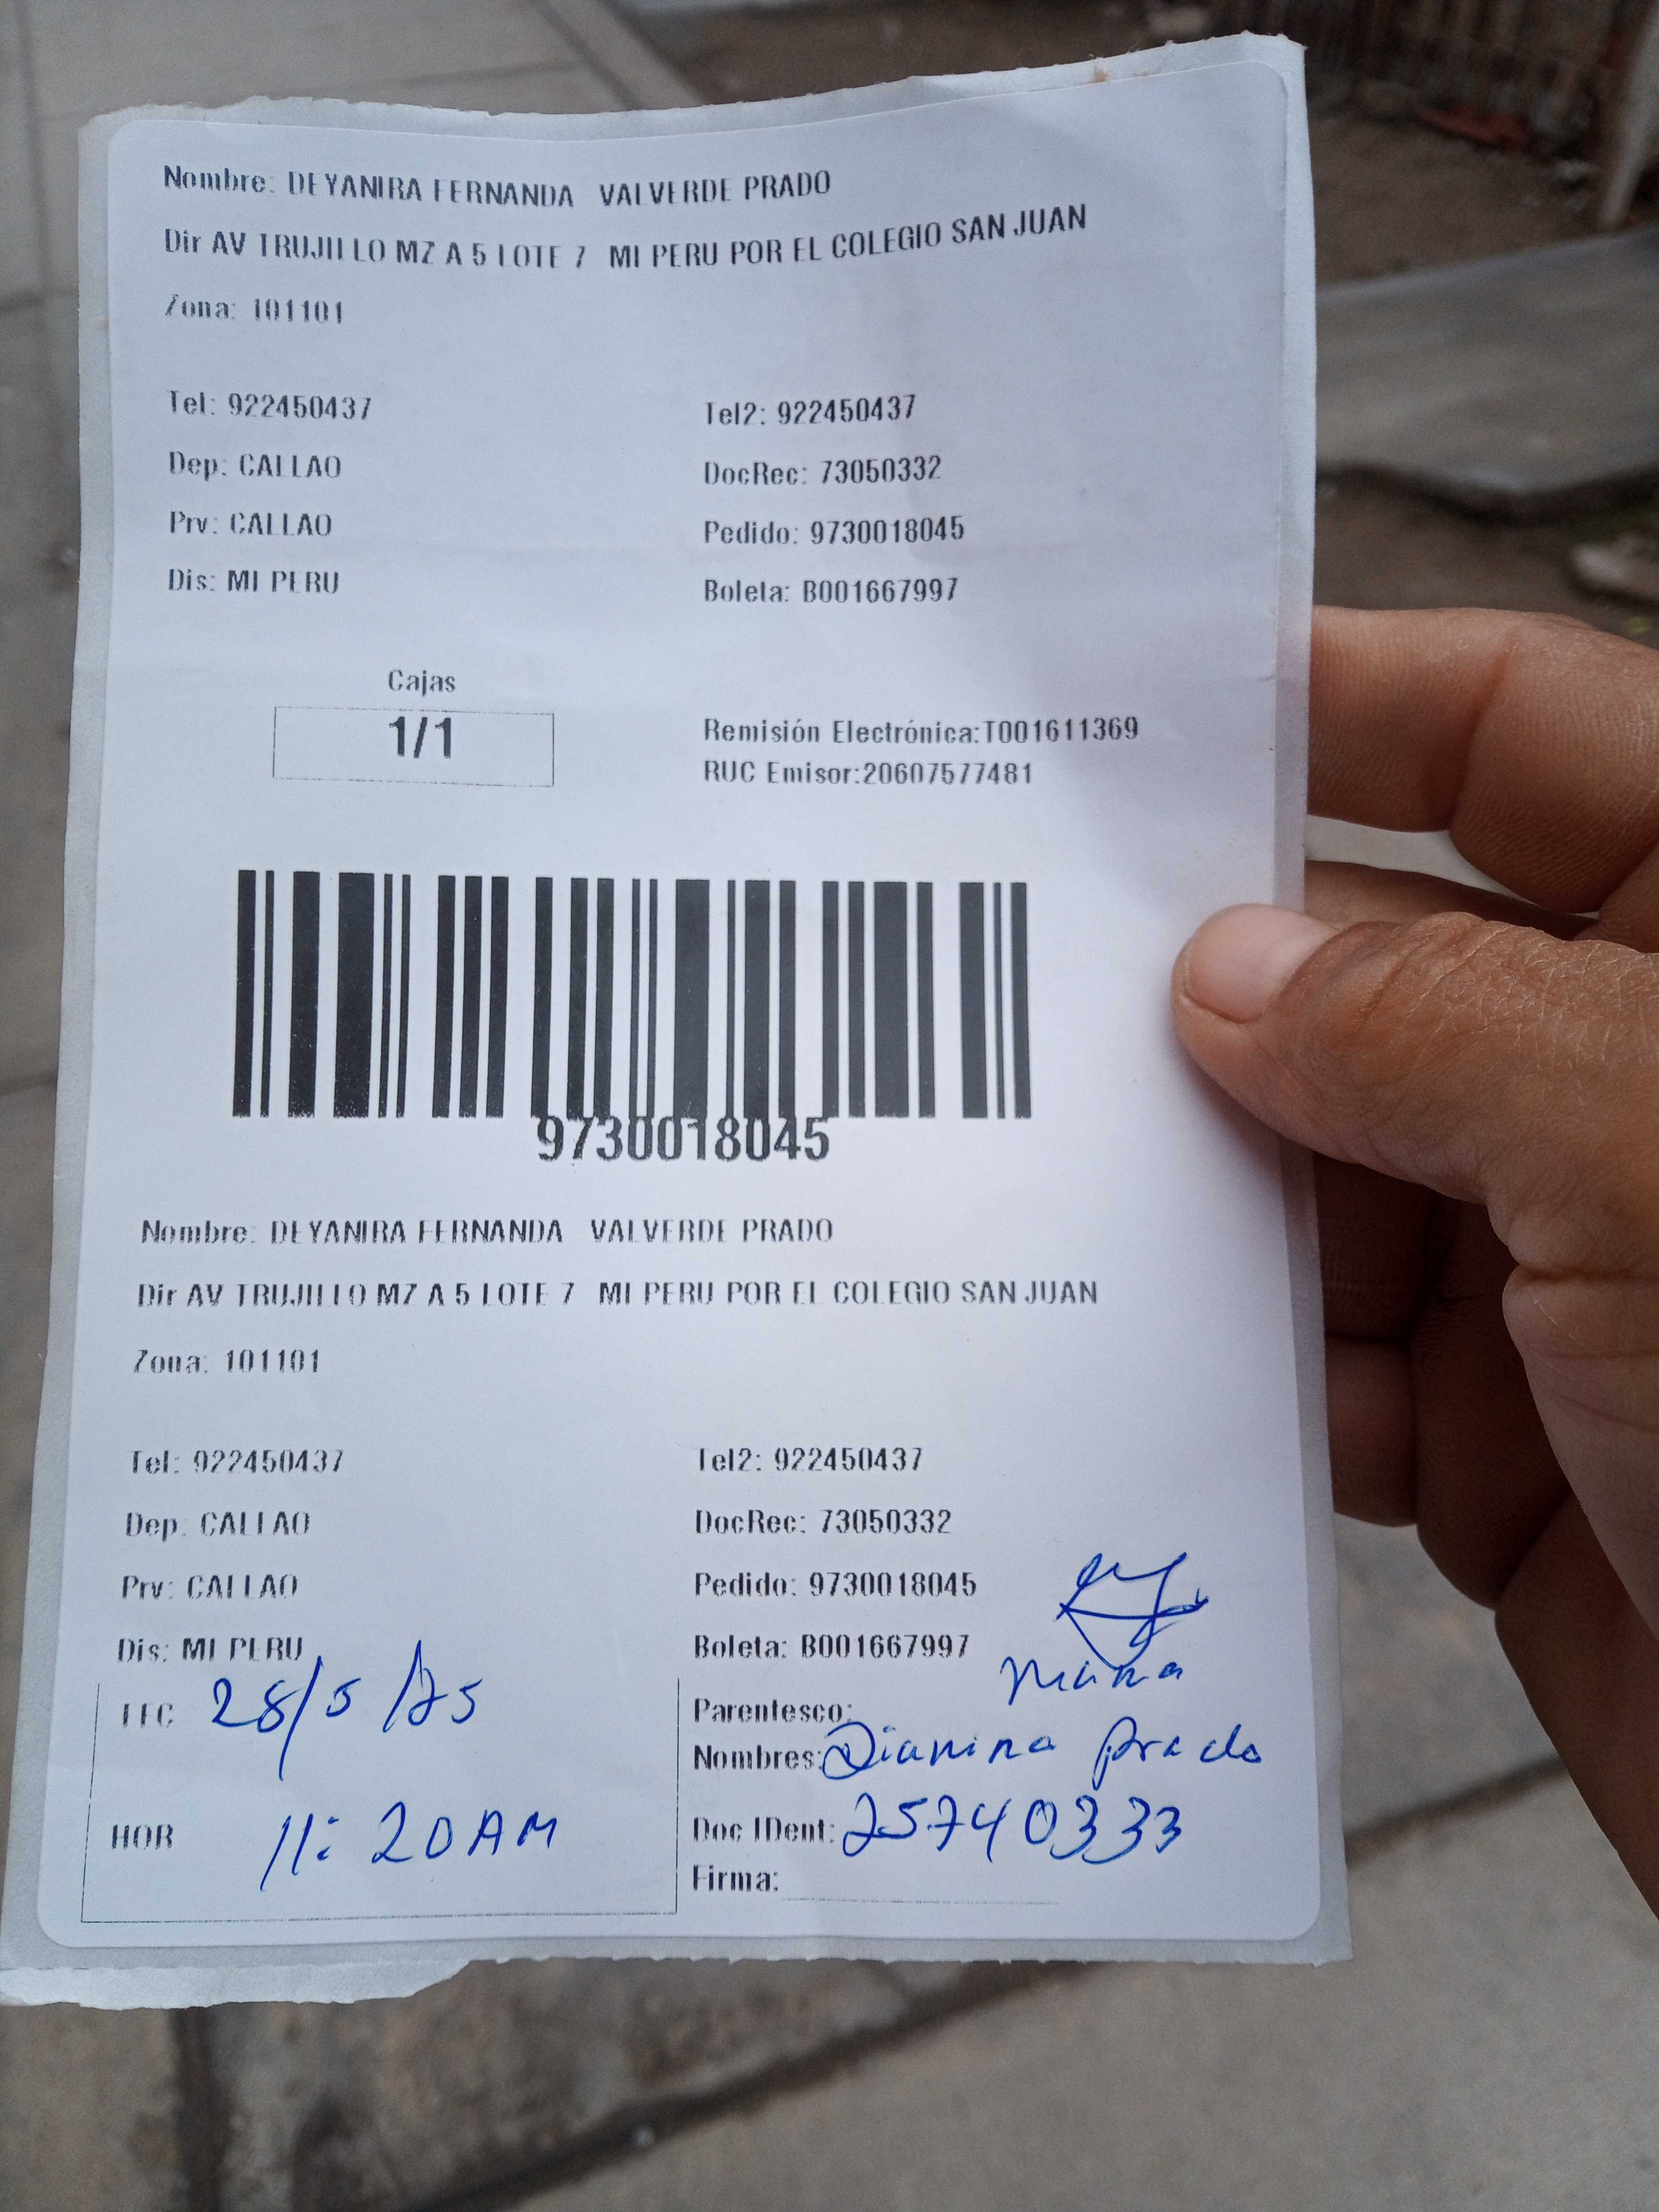 Nombre: DEYANIRA FERNANDA VALVERDE PRADO
Dir AV TRUJILLO MZ A 5 LOTE 7 MI PERU POR EL COLEGIO SAN JUAN
Zona: 101101
Tel: 922450437 Tel2: 922450437
Dep: CALLAO DocRec: 73050332
Prv: CALLAO Pedido: 9730018045
Dis: MI PERU Boleta: B001667997
Cajas
1/1
Remisión Electrónica:T001611369
RUC Emisor:20607577481
9730018045
Nombre: DEYANIRA FERNANDA VALVERDE PRADO
Dir AV TRUJILLO MZ A 5 LOTE 7 MI PERU POR EL COLEGIO SAN JUAN
Zona: 101101
Tel: 922450437 Tel2: 922450437
Dep: CALLAO DocRec: 73050332
Prv: CALLAO Pedido: 9730018045
Dis: MI PERU Boleta: B001667997
28/5/25
HOR 11:20AM
Parentesco: mama
Nombres: Dianina Prado
Doc IDent: 25740333
Firma: